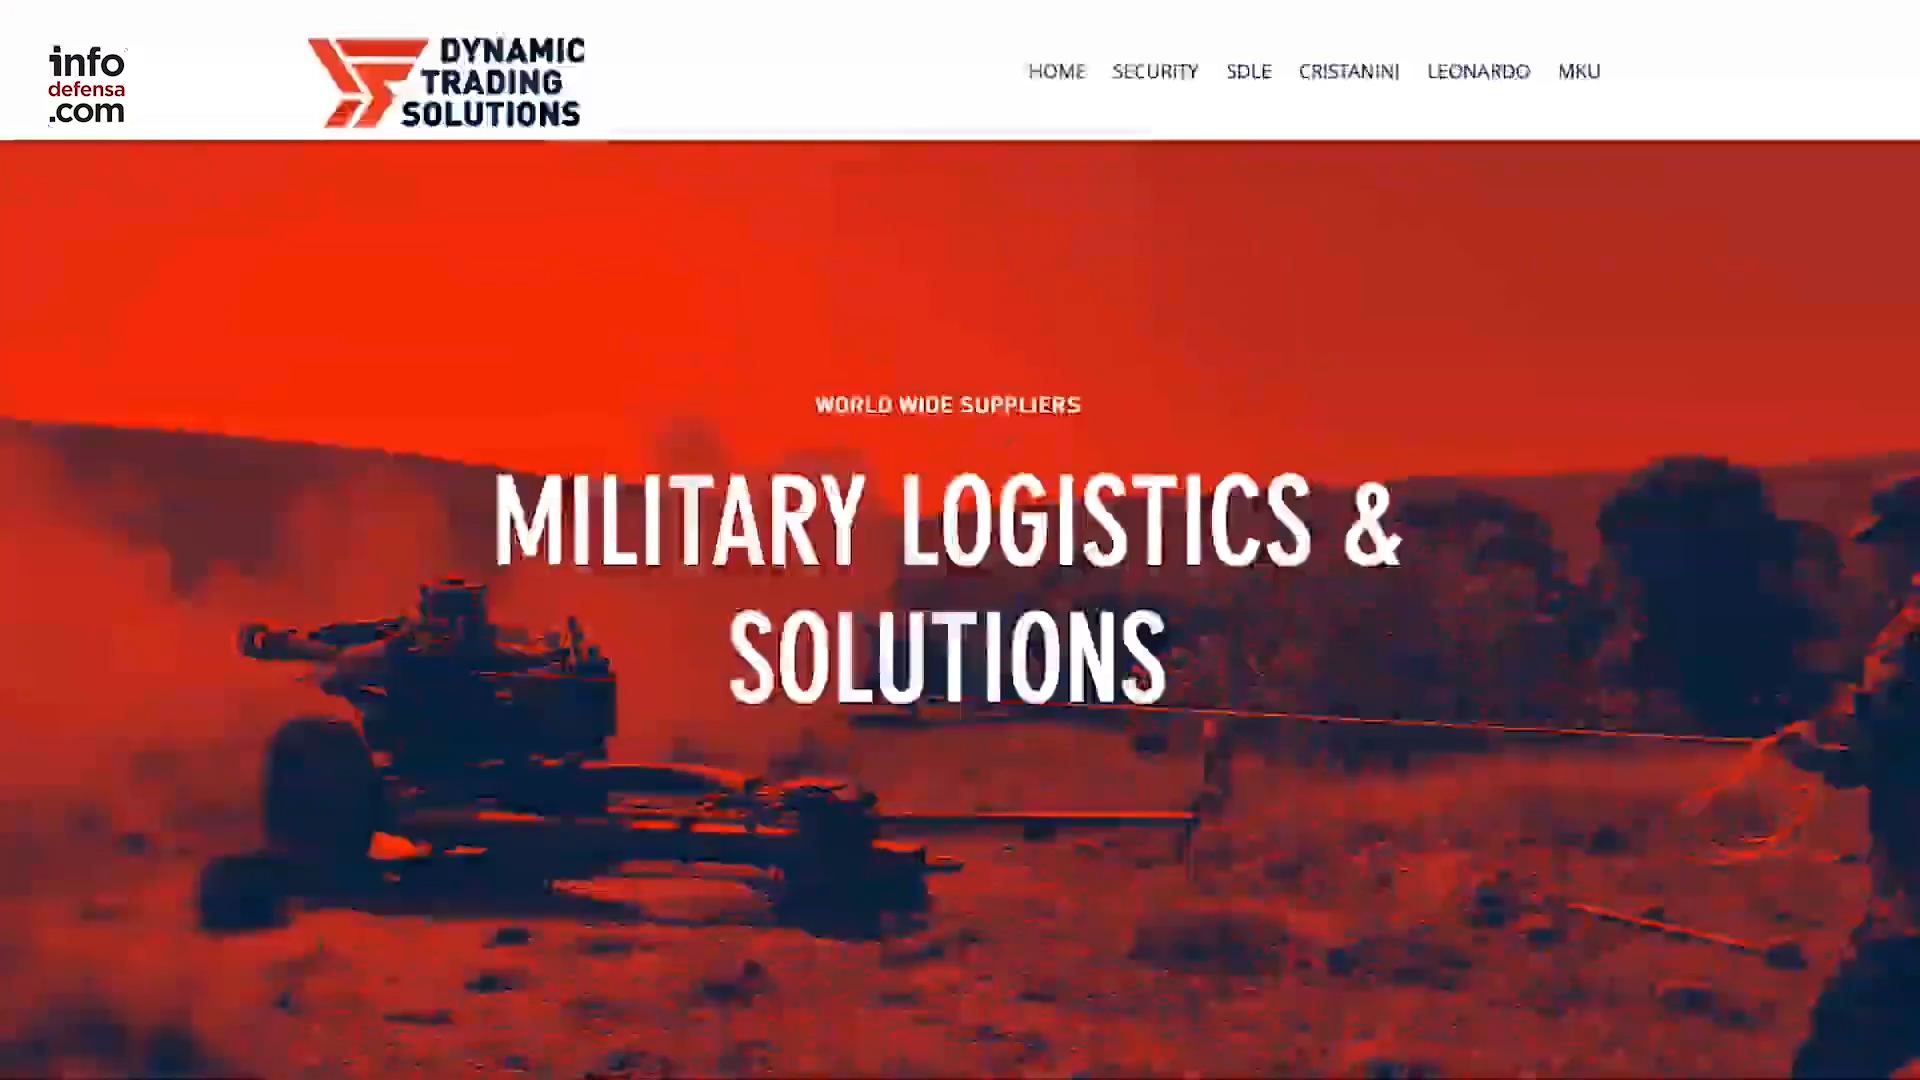 info
defensa
.com
DYNAMIC
TRADING
SOLUTIONS
HOME SECURITY SDLE CRISTANINI LEONARDO MKU
WORLD WIDE SUPPLIERS
MILITARY LOGISTICS &
SOLUTIONS